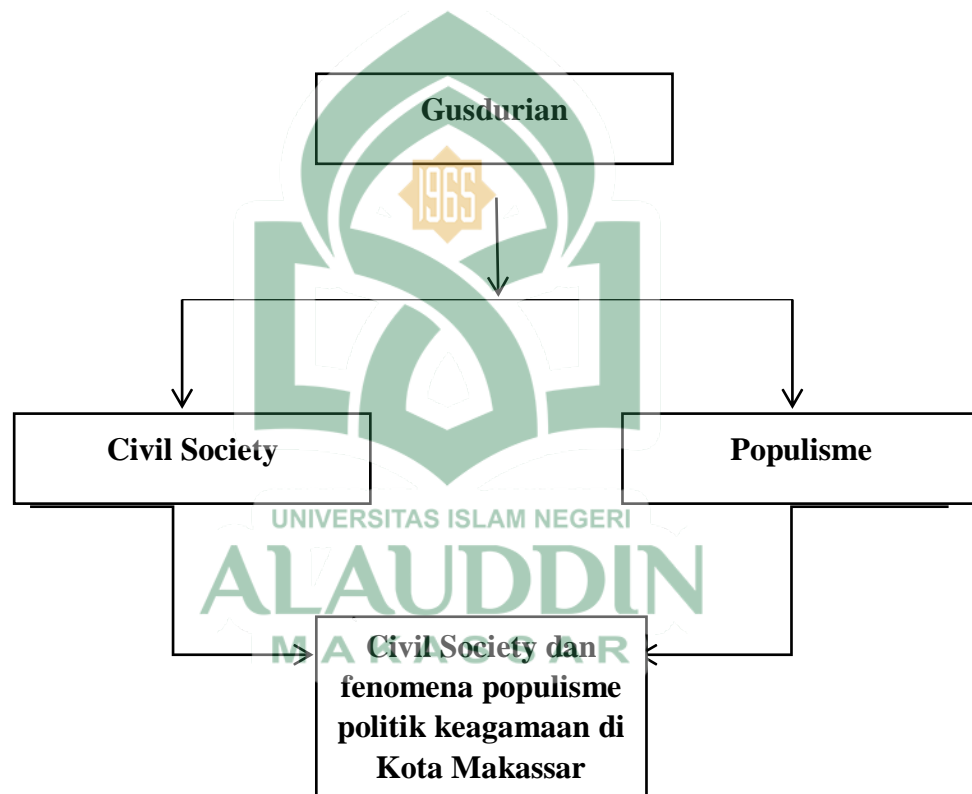 Gusdurian
1965
Civil Society
Populisme
UNIVERSITAS ISLAM NEGERI
ALAUDDIN
MAKASSAR
Civil Society dan
fenomena populisme
politik keagamaan di
Kota Makassar